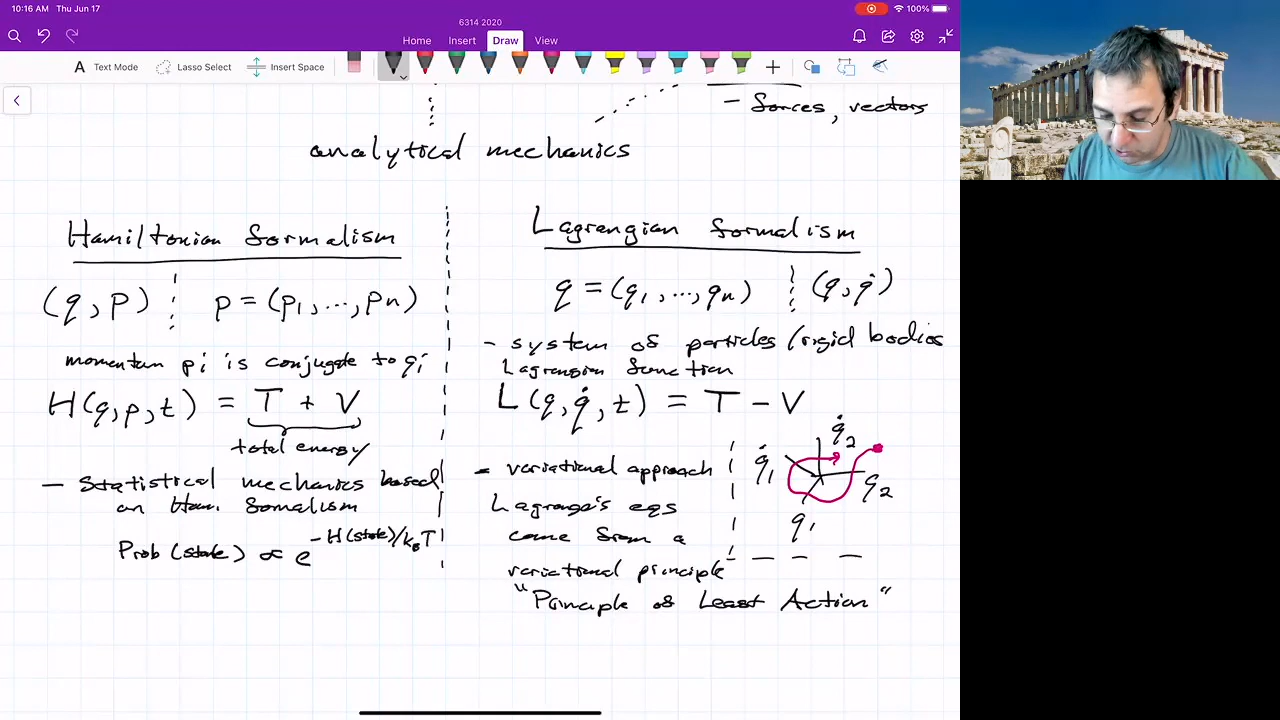 10:16 AM Thu Jun 17
100%
6314 2020
Home Insert Draw View
A Text Mode Lasso Select Insert Space
- forces, vectors
analytical mechanics
Hamiltonian formalism
(q, p) p = (p1, ..., pn)
momentum pi is conjugate to qi
H(q, p, t) = T + V
total energy
- statistical mechanics based
on Ham. formalism
Prob (state) ∝ e^{-H(state)/k_B T}
Lagrangian formalism
q = (q1, ..., qn) (q, q̇)
- system of particles / rigid bodies
Lagrangian function
L(q, q̇, t) = T - V
- variational approach
Lagrange's eqs
come from a
variational principle
"Principle of Least Action"
q̇2
q̇1
q2
q1